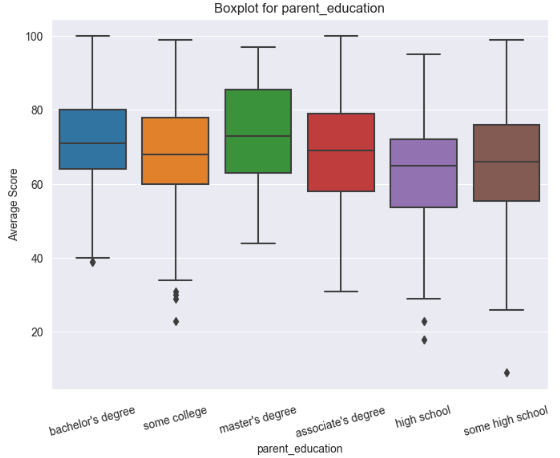 Boxplot for parent_education
Average Score
100
80
60
40
20
bachelor's degree
some college
master's degree
associate's degree
high school
some high school
parent_education